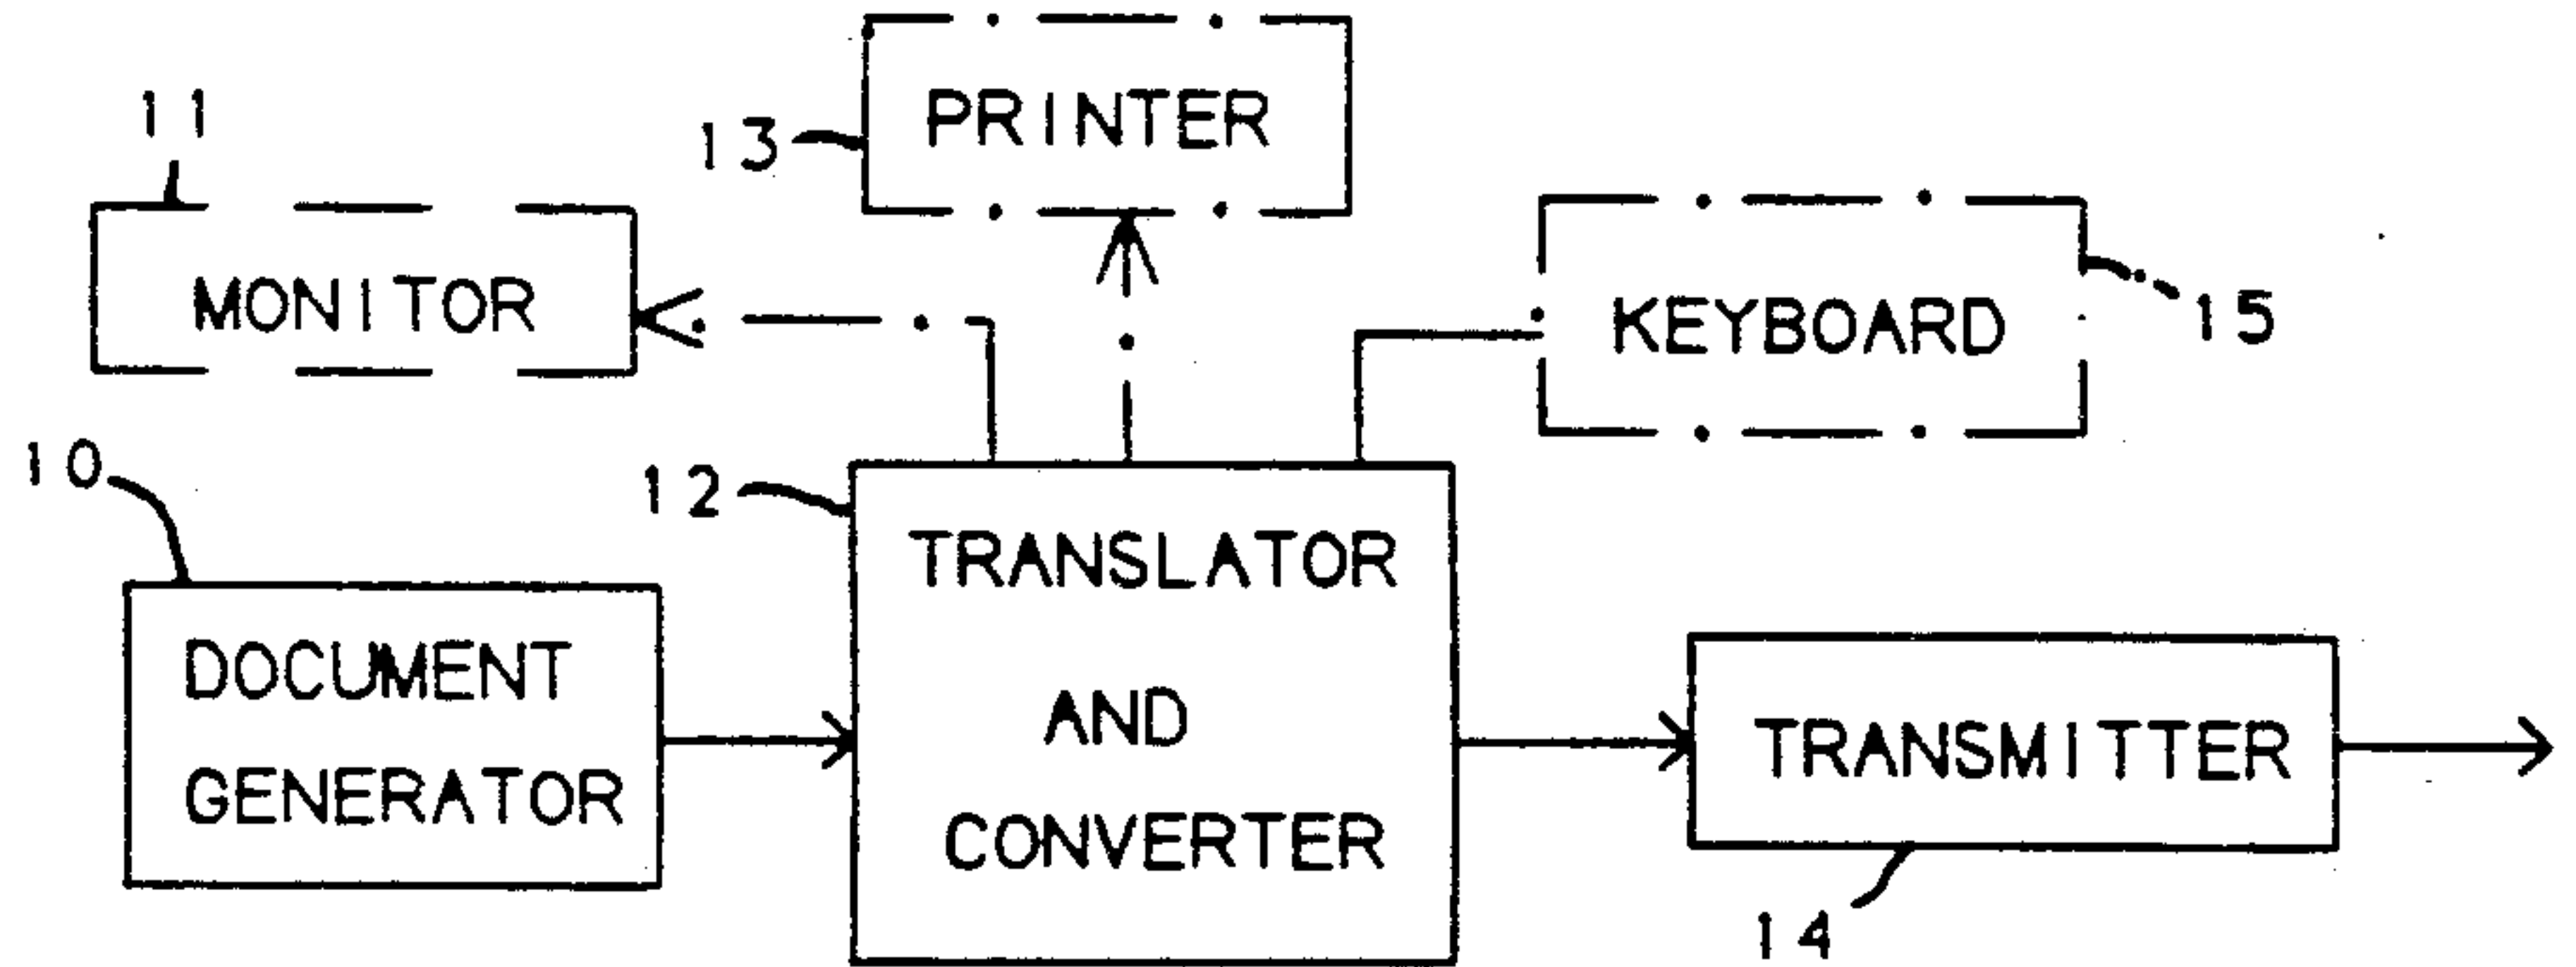 11
13
PRINTER
MONITOR
KEYBOARD
15
10
12
TRANSLATOR
AND
CONVERTER
DOCUMENT
GENERATOR
TRANSMITTER
14